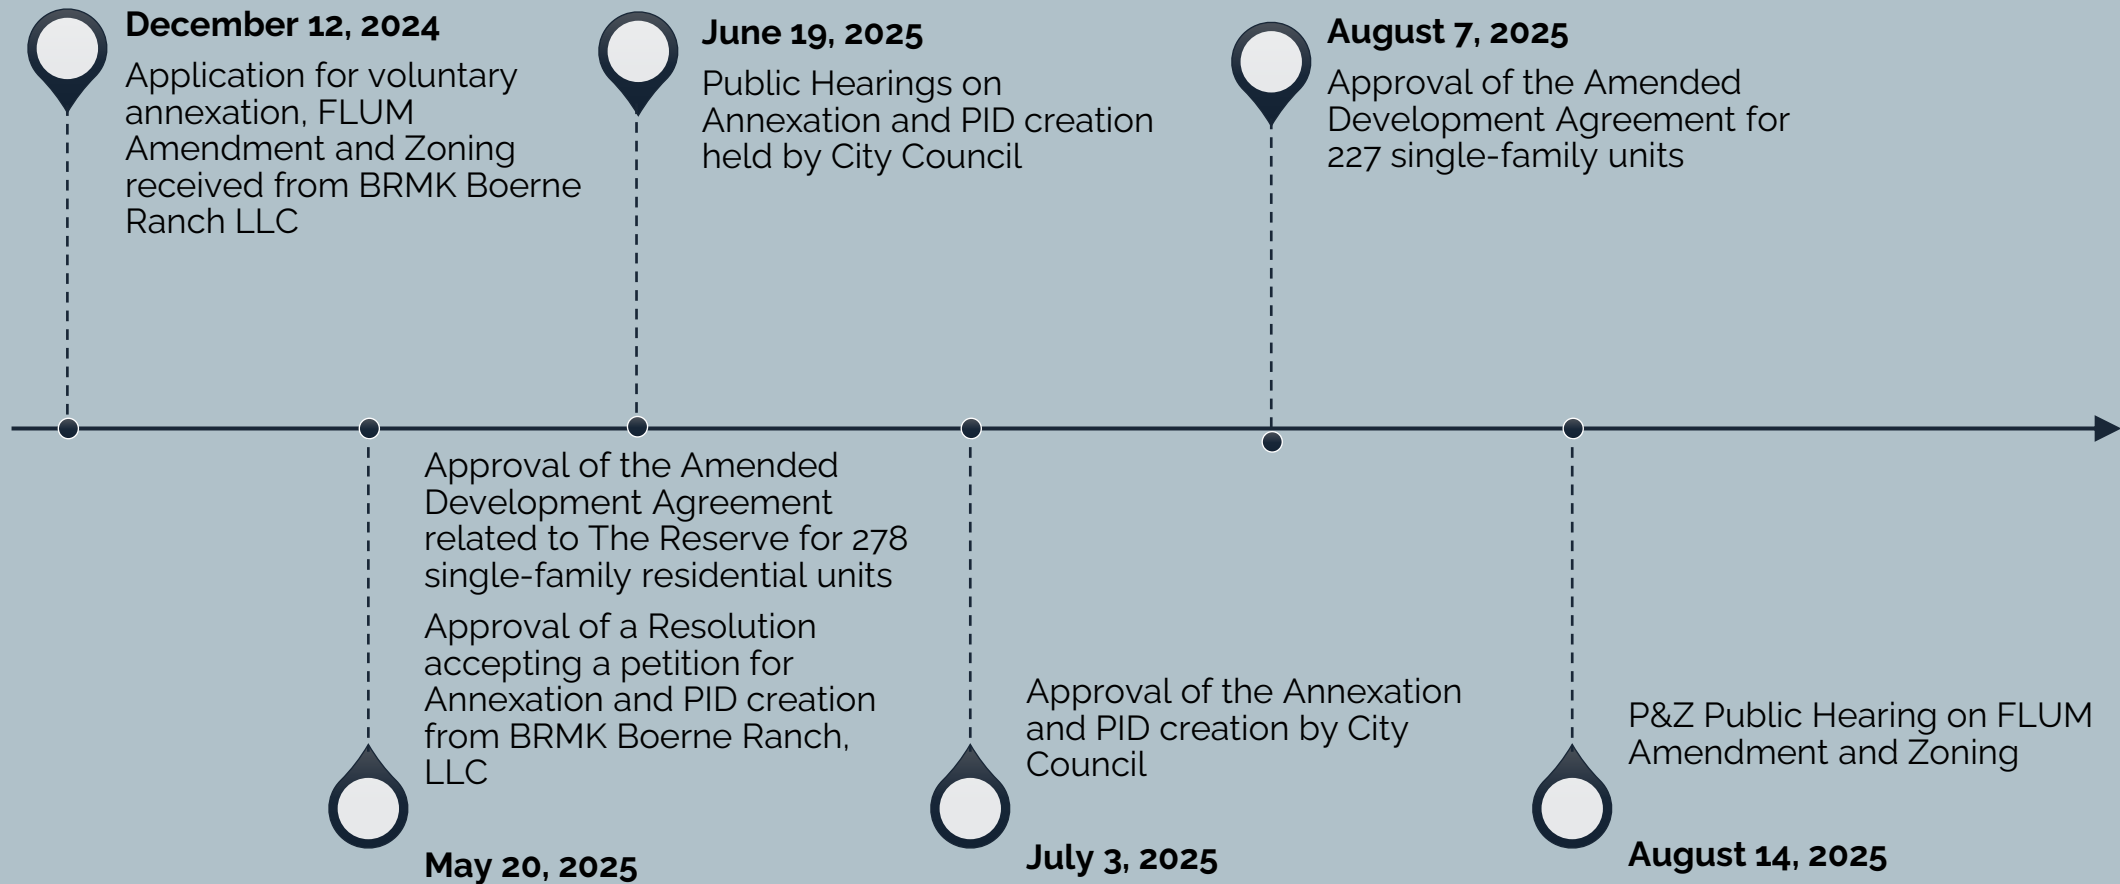 December 12, 2024
Application for voluntary
annexation, FLUM
Amendment and Zoning
received from BRMK Boerne
Ranch LLC
June 19, 2025
Public Hearings on
Annexation and PID creation
held by City Council
August 7, 2025
Approval of the Amended
Development Agreement for
227 single-family units
Approval of the Amended
Development Agreement
related to The Reserve for 278
single-family residential units
Approval of a Resolution
accepting a petition for
Annexation and PID creation
from BRMK Boerne Ranch,
LLC
May 20, 2025
Approval of the Annexation
and PID creation by City
Council
July 3, 2025
P&Z Public Hearing on FLUM
Amendment and Zoning
August 14, 2025